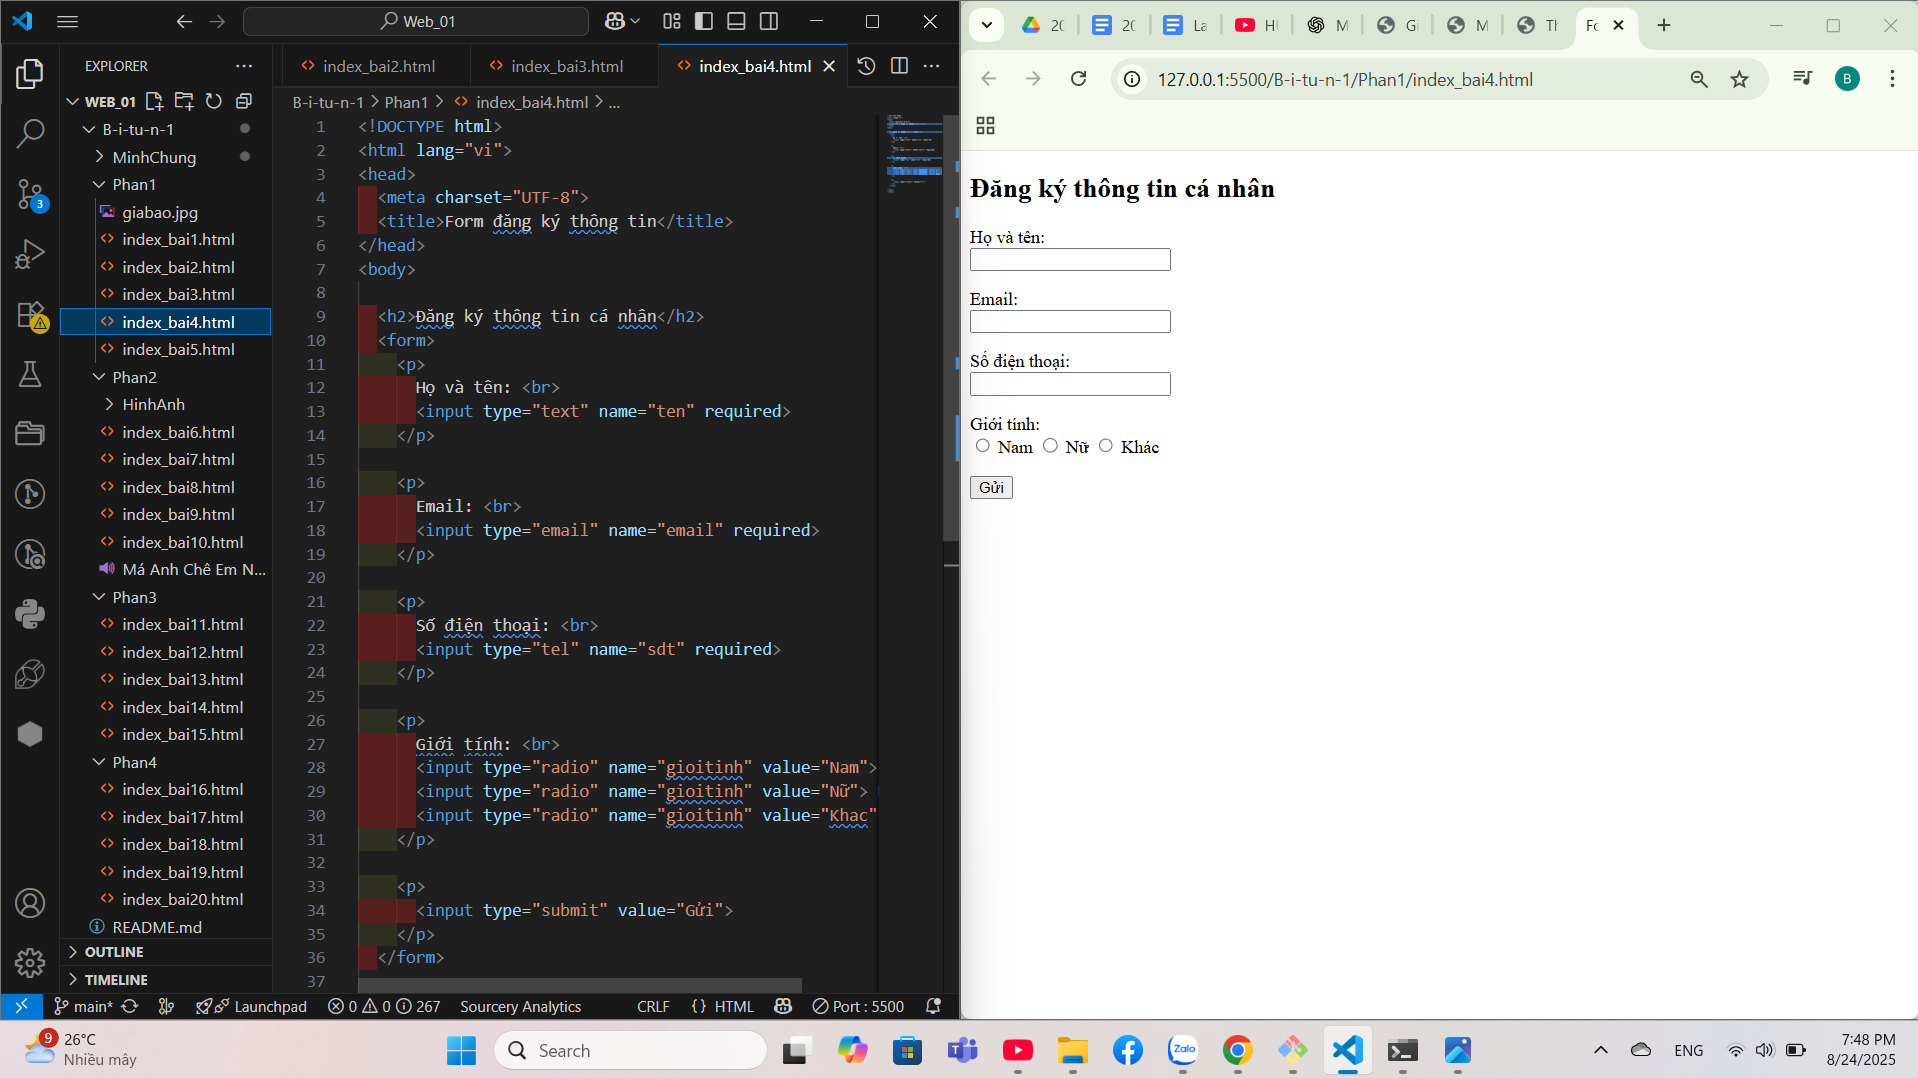 Web_01
EXPLORER
index_bai2.html
index_bai3.html
index_bai4.html
WEB_01
B-i-tu-n-1 > Phan1 > index_bai4.html > ...
B-i-tu-n-1
MinhChung
Phan1
giabao.jpg
index_bai1.html
index_bai2.html
index_bai3.html
index_bai4.html
index_bai5.html
Phan2
HinhAnh
index_bai6.html
index_bai7.html
index_bai8.html
index_bai9.html
index_bai10.html
Má Anh Chê Em N...
Phan3
index_bai11.html
index_bai12.html
index_bai13.html
index_bai14.html
index_bai15.html
Phan4
index_bai16.html
index_bai17.html
index_bai18.html
index_bai19.html
index_bai20.html
README.md
OUTLINE
TIMELINE
3
1 <!DOCTYPE html>
2 <html lang="vi">
3 <head>
4 <meta charset="UTF-8">
5 <title>Form đăng ký thông tin</title>
6 </head>
7 <body>
8
9 <h2>Đăng ký thông tin cá nhân</h2>
10 <form>
11 <p>
12 Họ và tên: <br>
13 <input type="text" name="ten" required>
14 </p>
15
16 <p>
17 Email: <br>
18 <input type="email" name="email" required>
19 </p>
20
21 <p>
22 Số điện thoại: <br>
23 <input type="tel" name="sdt" required>
24 </p>
25
26 <p>
27 Giới tính: <br>
28 <input type="radio" name="gioitinh" value="Nam">
29 <input type="radio" name="gioitinh" value="Nữ">
30 <input type="radio" name="gioitinh" value="Khac"
31 </p>
32
33 <p>
34 <input type="submit" value="Gửi">
35 </p>
36 </form>
37
main* Launchpad 0 0 267 Sourcery Analytics CRLF {} HTML Port : 5500
20 20 La H M Gi M Th Fo
127.0.0.1:5500/B-i-tu-n-1/Phan1/index_bai4.html
B
Đăng ký thông tin cá nhân
Họ và tên:
Email:
Số điện thoại:
Giới tính:
Nam Nữ Khác
Gửi
9
26°C
Nhiều mây
Search
Zalo
ENG
7:48 PM
8/24/2025